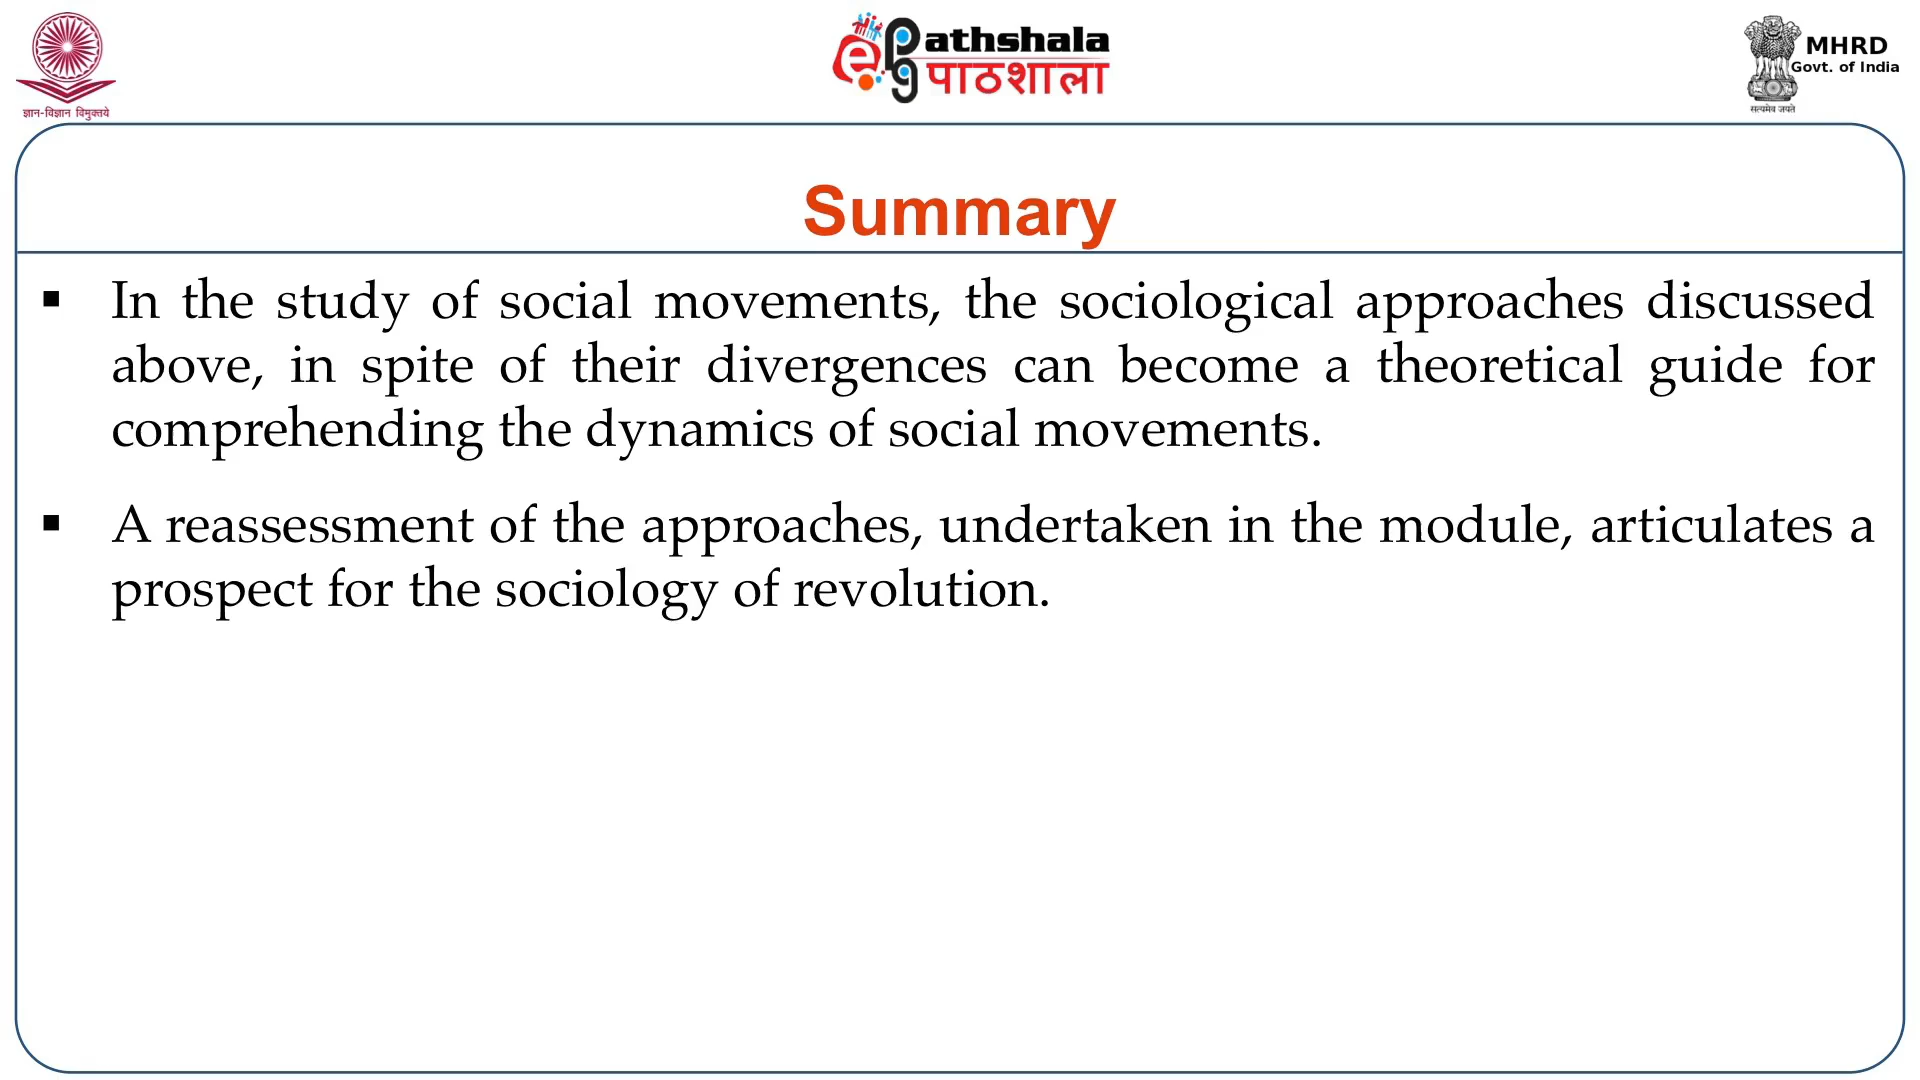 ज्ञान-विज्ञान विमुक्तये
e
pg
Pathshala
पाठशाला
MHRD
Govt. of India
सत्यमेव जयते
Summary
▪ In the study of social movements, the sociological approaches discussed
above, in spite of their divergences can become a theoretical guide for
comprehending the dynamics of social movements.
▪ A reassessment of the approaches, undertaken in the module, articulates a
prospect for the sociology of revolution.